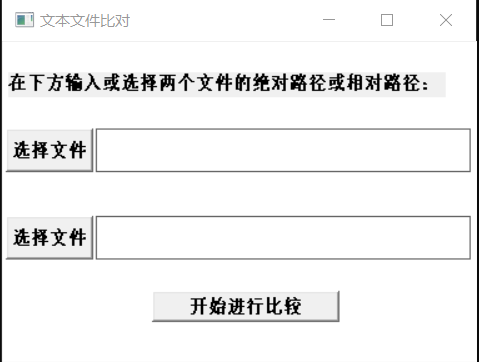 文本文件比对
在下方输入或选择两个文件的绝对路径或相对路径：
选择文件
选择文件
开始进行比较